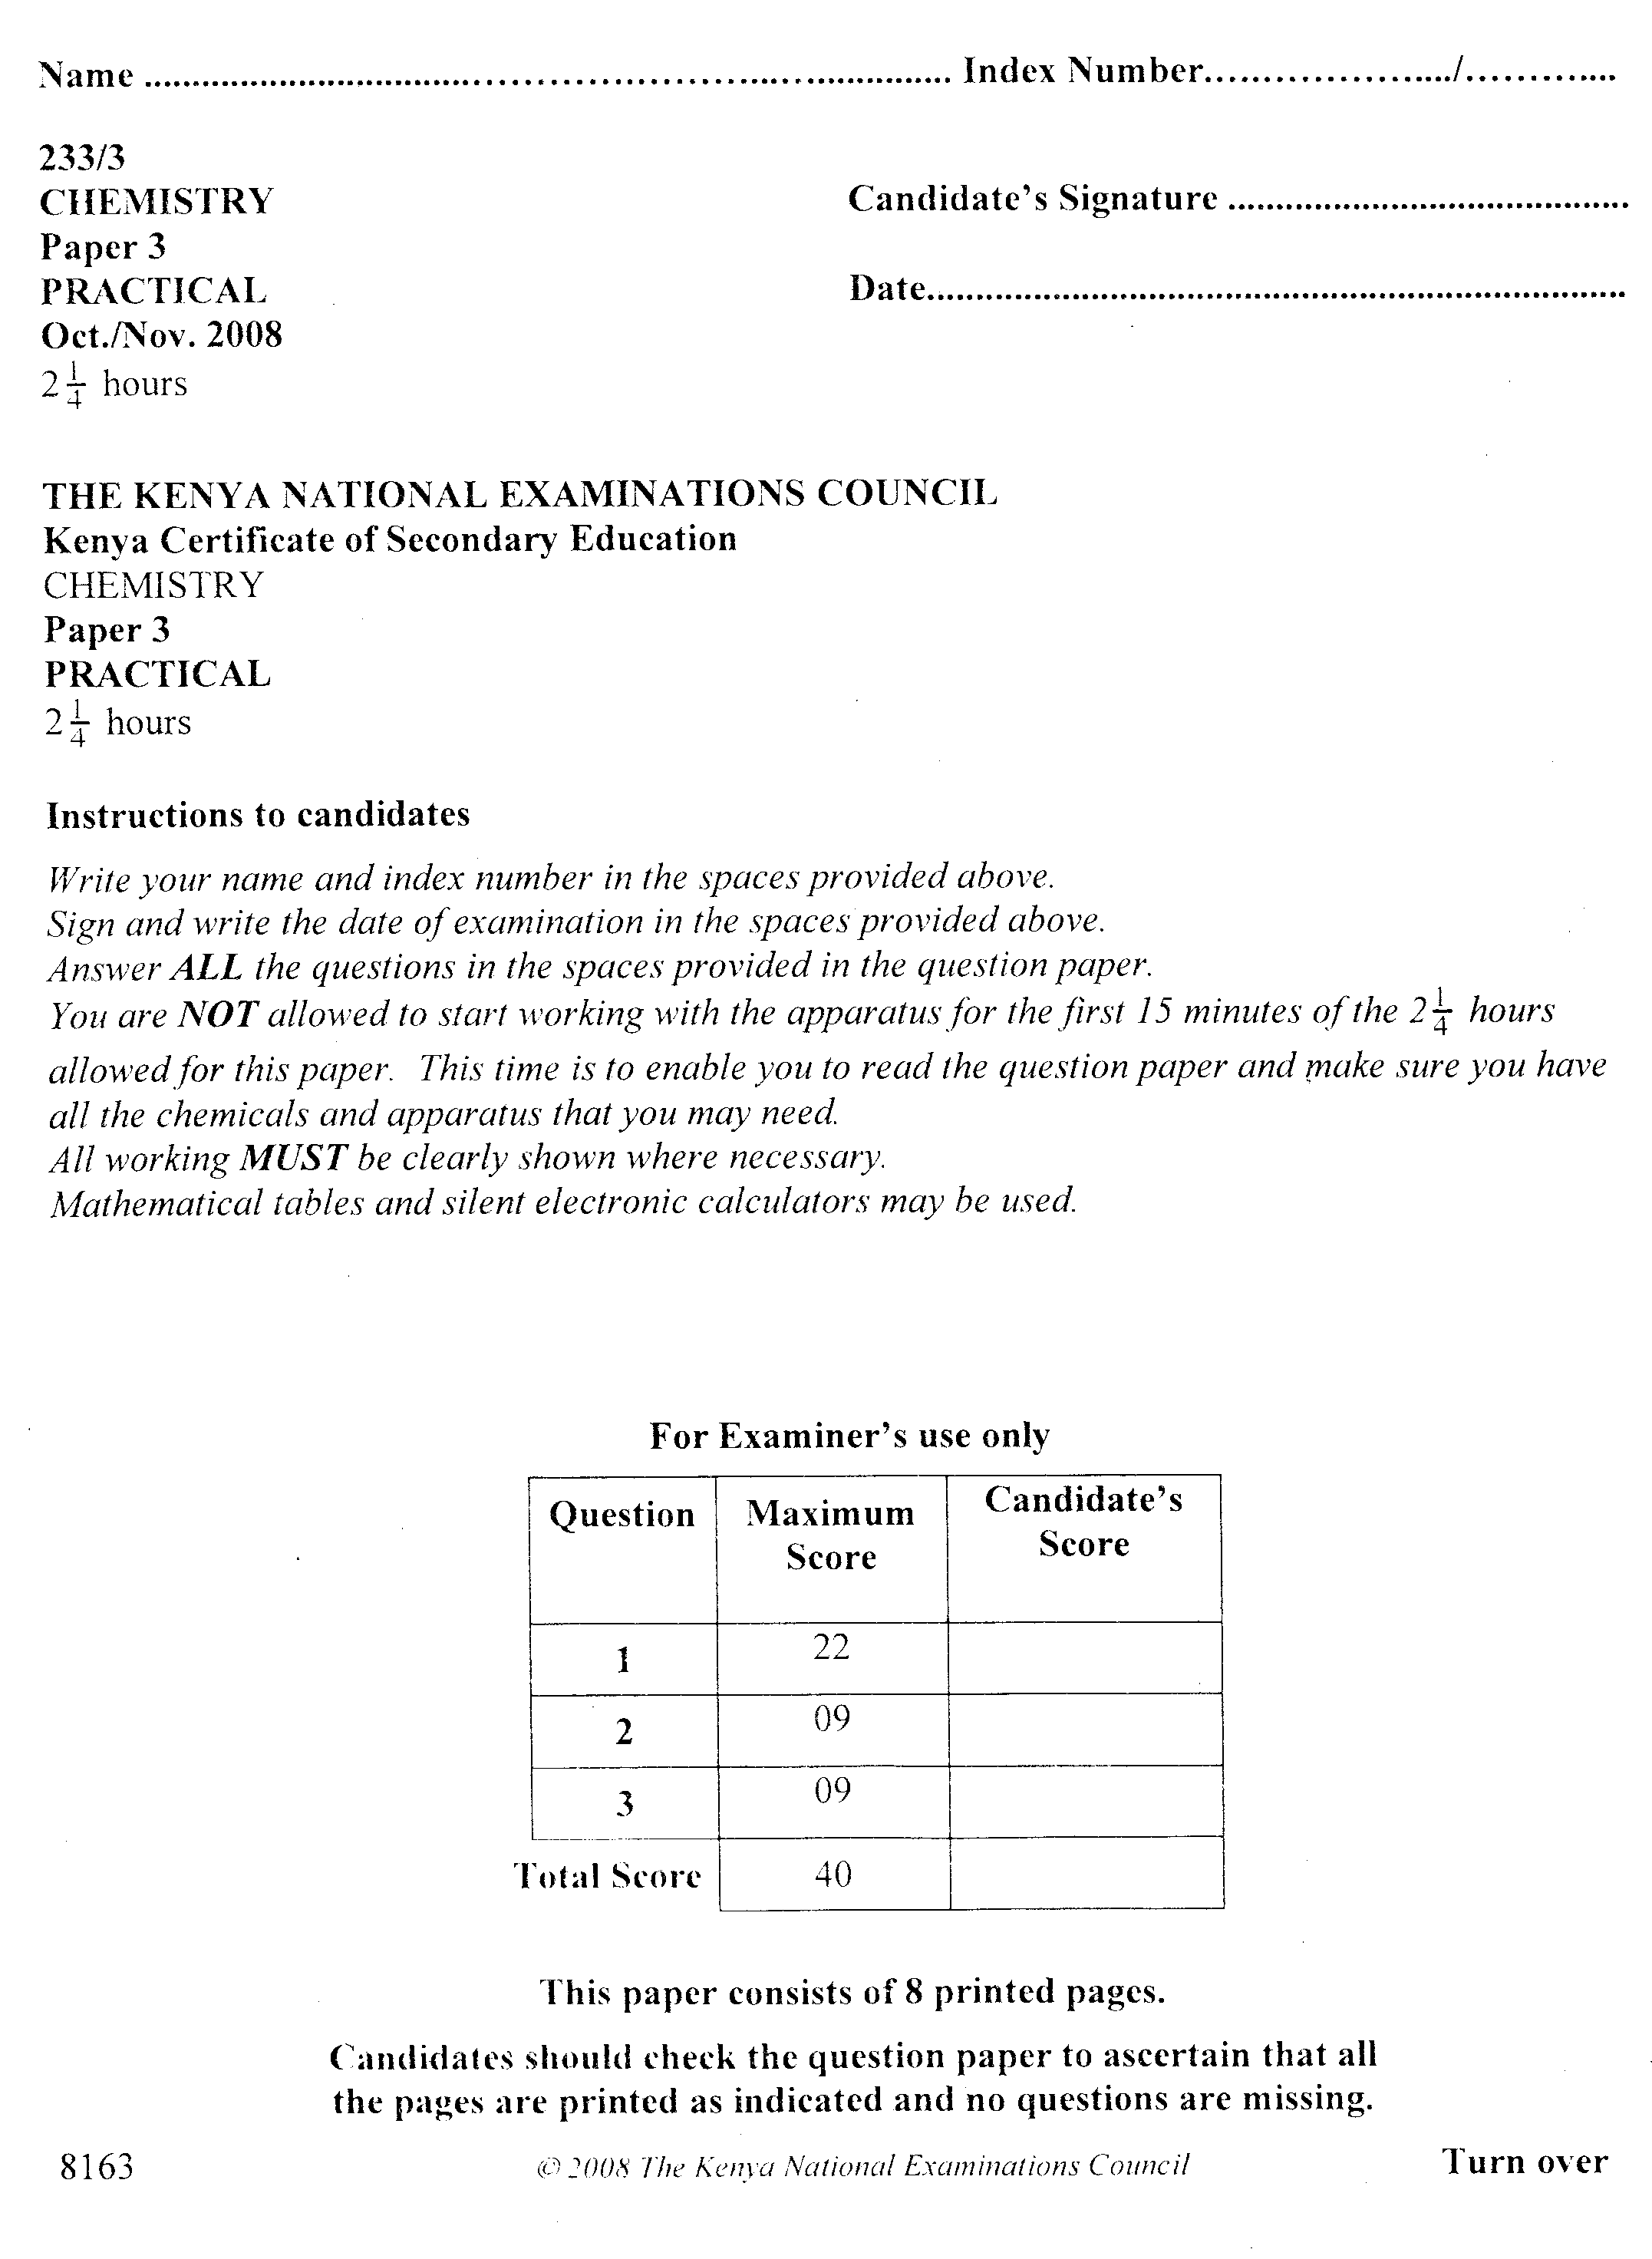 Name ........................................................................ Index Number....................../.............
233/3
CHEMISTRY
Candidate's Signature ..........................................
Paper 3
PRACTICAL
Date........................................................................
Oct./Nov. 2008
2 1/4 hours
THE KENYA NATIONAL EXAMINATIONS COUNCIL
Kenya Certificate of Secondary Education
CHEMISTRY
Paper 3
PRACTICAL
2 1/4 hours
Instructions to candidates
Write your name and index number in the spaces provided above.
Sign and write the date of examination in the spaces provided above.
Answer ALL the questions in the spaces provided in the question paper.
You are NOT allowed to start working with the apparatus for the first 15 minutes of the 2 1/4 hours
allowed for this paper. This time is to enable you to read the question paper and make sure you have
all the chemicals and apparatus that you may need.
All working MUST be clearly shown where necessary.
Mathematical tables and silent electronic calculators may be used.
For Examiner's use only
Question Maximum Score Candidate's Score
1 22
2 09
3 09
Total Score 40
This paper consists of 8 printed pages.
Candidates should check the question paper to ascertain that all
the pages are printed as indicated and no questions are missing.
8163 © 2008 The Kenya National Examinations Council Turn over